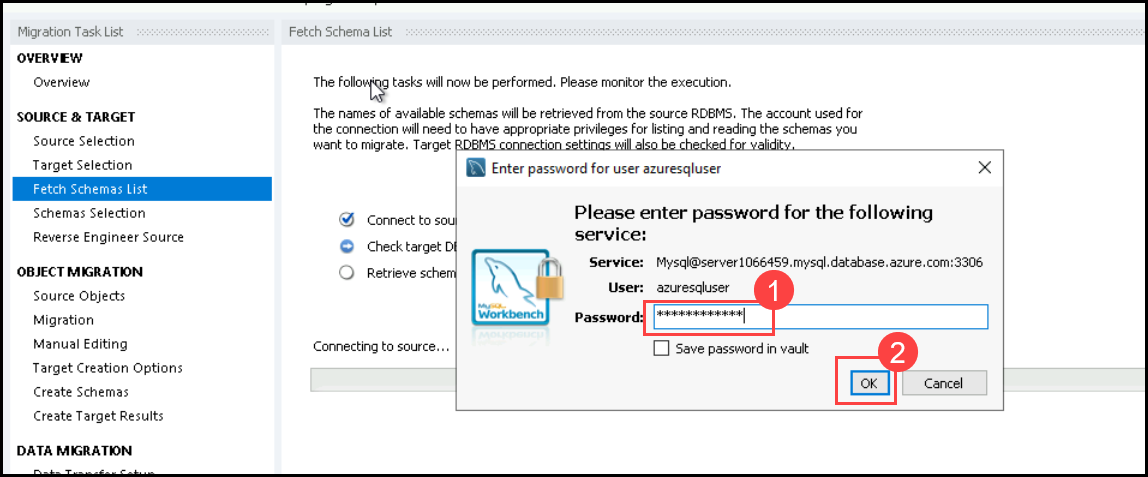 Migration Task List
OVERVIEW
Overview
SOURCE & TARGET
Source Selection
Target Selection
Fetch Schemas List
Schemas Selection
Reverse Engineer Source
OBJECT MIGRATION
Source Objects
Migration
Manual Editing
Target Creation Options
Create Schemas
Create Target Results
DATA MIGRATION
Data Transfer Setup
Fetch Schema List
The following tasks will now be performed. Please monitor the execution.
The names of available schemas will be retrieved from the source RDBMS. The account used for
the connection will need to have appropriate privileges for listing and reading the schemas you
want to migrate. Target RDBMS connection settings will also be checked for validity.
Connect to sou
Check target DB
Retrieve schem
Connecting to source...
Enter password for user azuresqluser
Please enter password for the following
service:
Service: Mysql@server1066459.mysql.database.azure.com:3306
User: azuresqluser
1
Password: ************
Save password in vault
2
OK Cancel
MySQL
Workbench